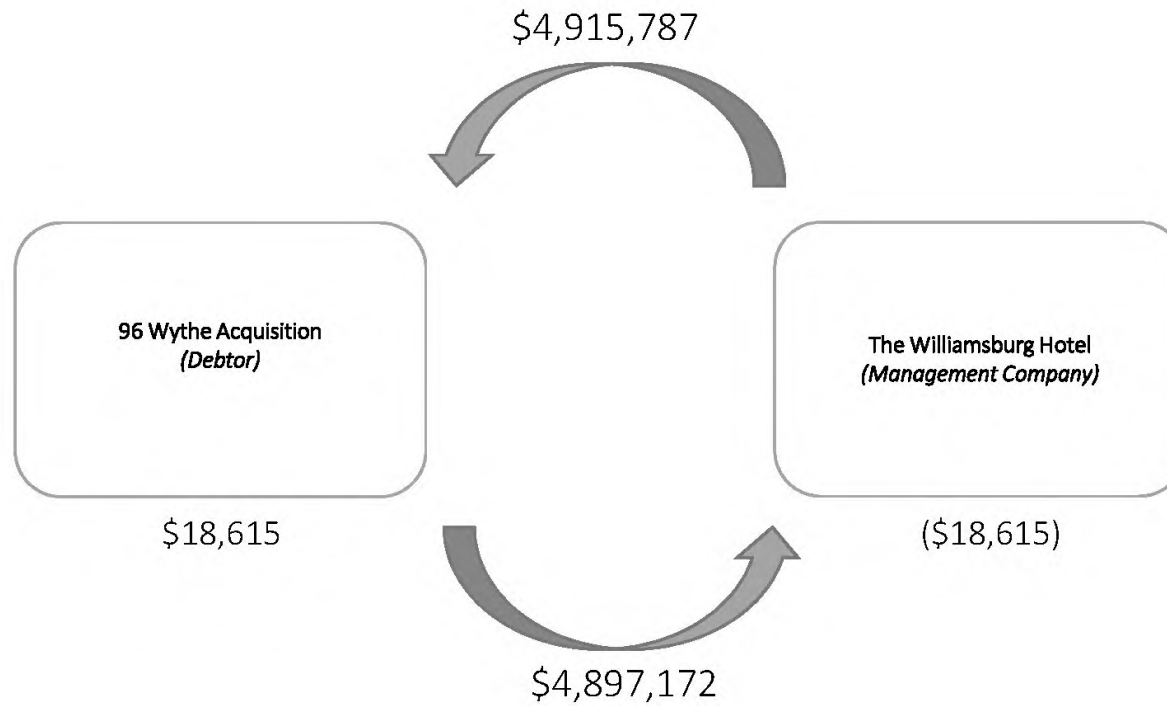 $4,915,787
96 Wythe Acquisition
(Debtor)
The Williamsburg Hotel
(Management Company)
$18,615
($18,615)
$4,897,172